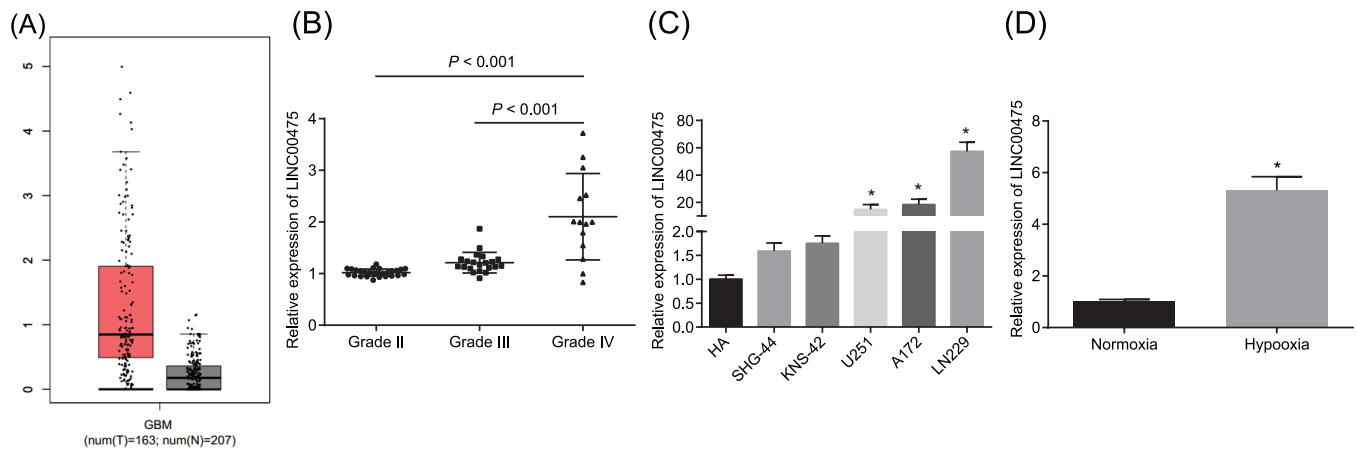 (A)
5
4
3
2
1
0
GBM
(num(T)=163; num(N)=207)
(B)
P < 0.001
P < 0.001
Relative expression of LINC00475
4
3
2
1
0
Grade II
Grade III
Grade IV
(C)
Relative expression of LINC00475
80
60
40
20
2.0
1.5
1.0
0.5
0.0
*
*
*
HA
SHG-44
KNS-42
U251
A172
LN229
(D)
Relative expression of LINC00475
8
6
4
2
0
*
Normoxia
Hypooxia